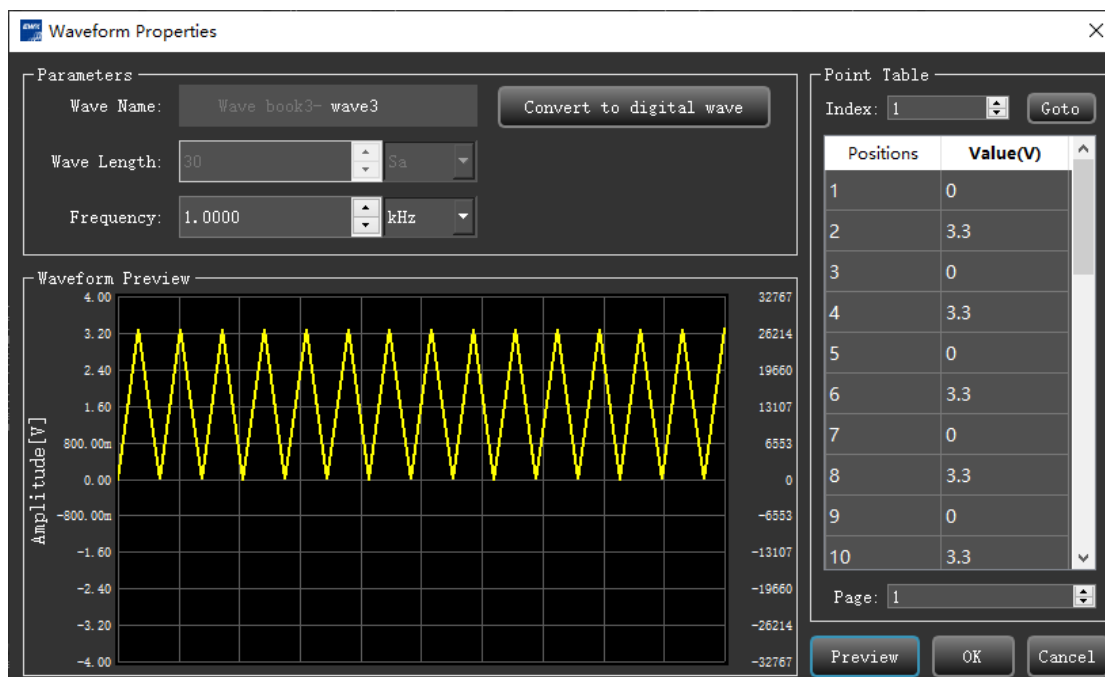 Waveform Properties
Parameters
Wave Name: Wave book3- wave3
Convert to digital wave
Wave Length: 30 Sa
Frequency: 1.0000 kHz
Waveform Preview
Amplitude[V]
4.00 32767
3.20 26214
2.40 19660
1.60 13107
800.00m 6553
0.00 0
-800.00m -6553
-1.60 -13107
-2.40 -19660
-3.20 -26214
-4.00 -32767
Point Table
Index: 1 Goto
Positions Value(V)
1 0
2 3.3
3 0
4 3.3
5 0
6 3.3
7 0
8 3.3
9 0
10 3.3
Page: 1
Preview OK Cancel